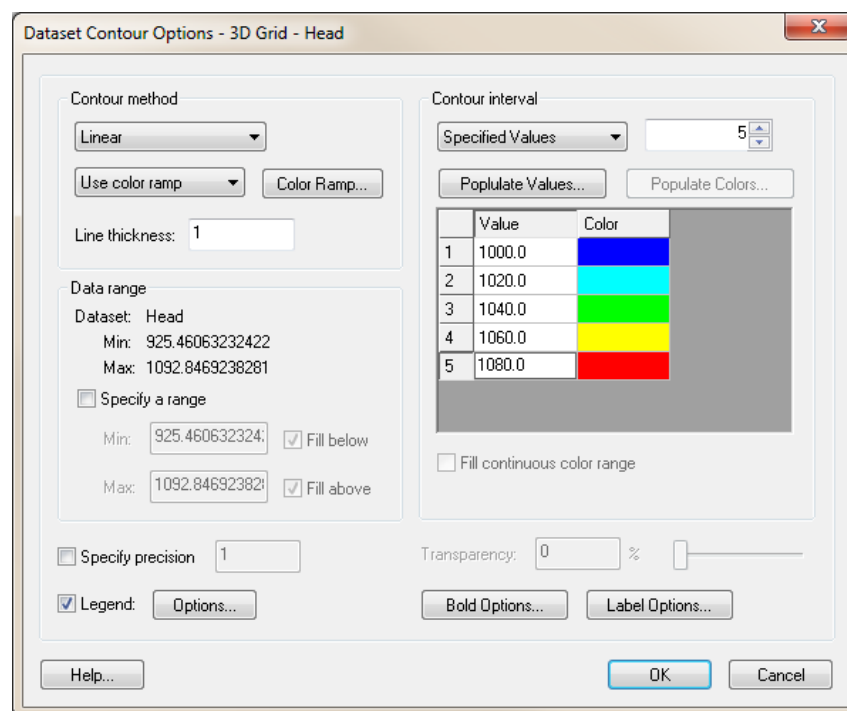 Dataset Contour Options - 3D Grid - Head
Contour method
Linear
Use color ramp
Color Ramp...
Line thickness: 1
Data range
Dataset: Head
Min: 925.46063232422
Max: 1092.8469238281
Specify a range
Min: 925.460632324
Fill below
Max: 1092.84692382
Fill above
Contour interval
Specified Values
5
Poplulate Values...
Populate Colors...
Value Color
1 1000.0
2 1020.0
3 1040.0
4 1060.0
5 1080.0
Fill continuous color range
Specify precision 1
Transparency: 0 %
Legend: Options...
Bold Options...
Label Options...
Help...
OK
Cancel